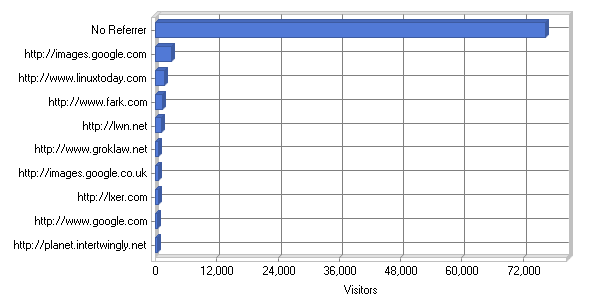 No Referrer
http://images.google.com
http://www.linuxtoday.com
http://www.fark.com
http://lwn.net
http://www.groklaw.net
http://images.google.co.uk
http://lxer.com
http://www.google.com
http://planet.intertwingly.net
0 12,000 24,000 36,000 48,000 60,000 72,000
Visitors